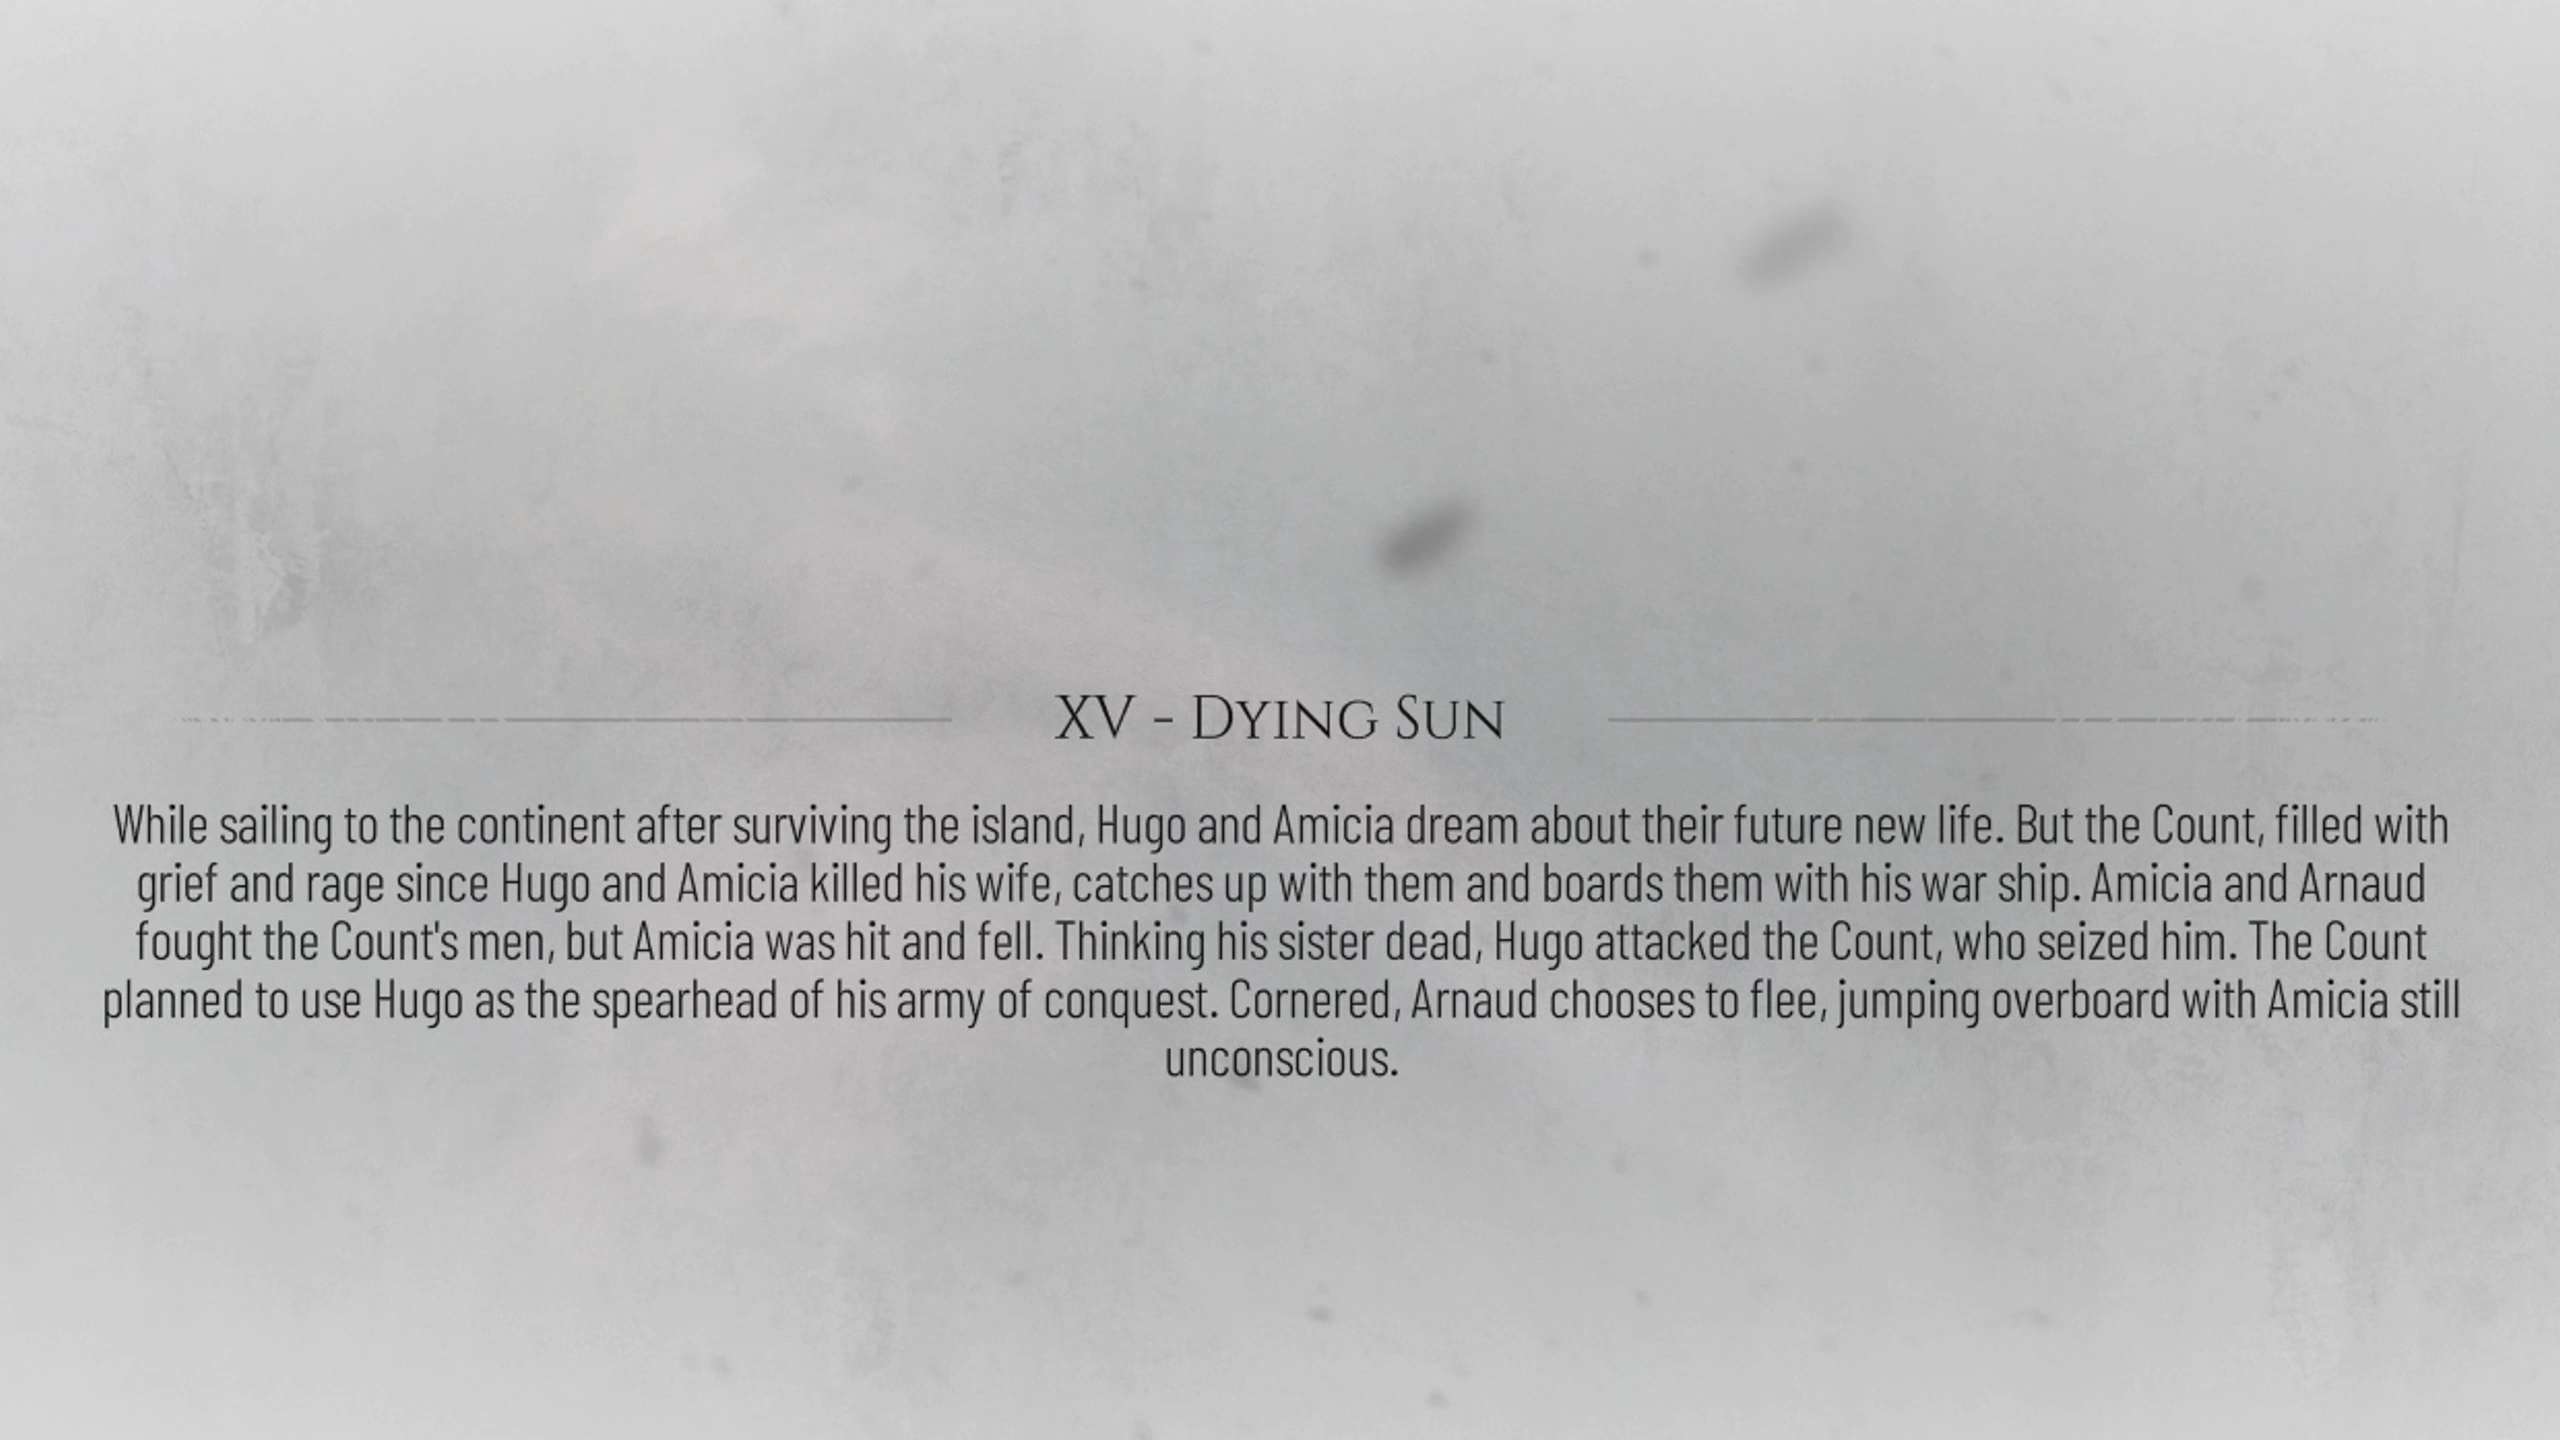 XV - Dying Sun
While sailing to the continent after surviving the island, Hugo and Amicia dream about their future new life. But the Count, filled with
grief and rage since Hugo and Amicia killed his wife, catches up with them and boards them with his war ship. Amicia and Arnaud
fought the Count's men, but Amicia was hit and fell. Thinking his sister dead, Hugo attacked the Count, who seized him. The Count
planned to use Hugo as the spearhead of his army of conquest. Cornered, Arnaud chooses to flee, jumping overboard with Amicia still
unconscious.